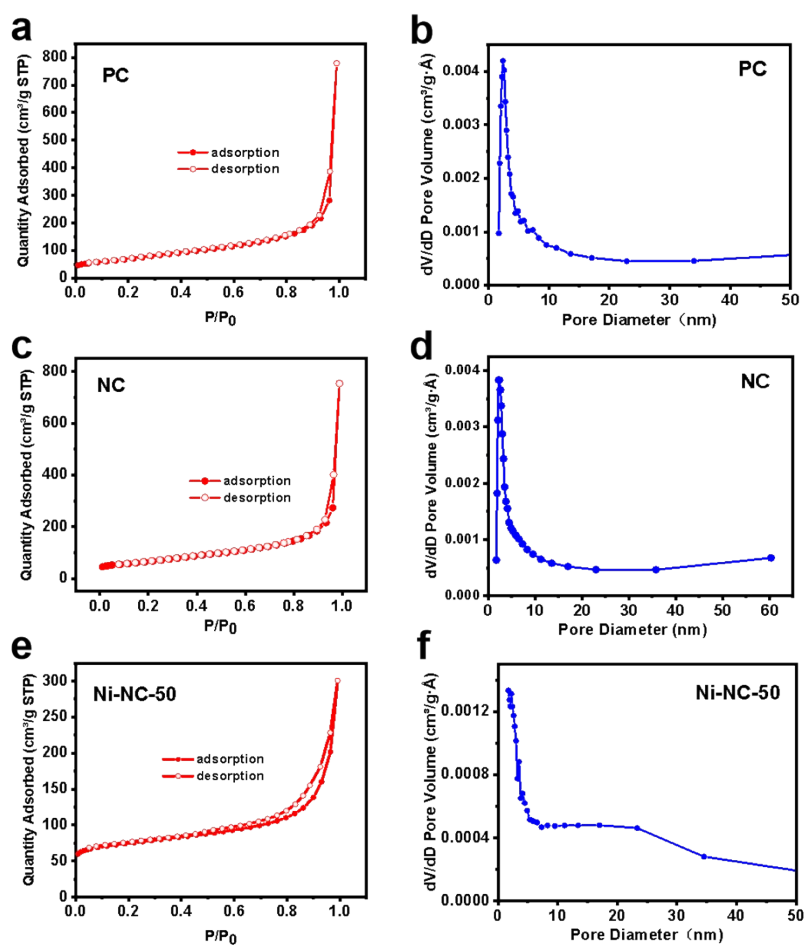 a
PC
Quantity Adsorbed (cm³/g STP)
800
700
600
500
400
300
200
100
0
adsorption
desorption
0.0 0.2 0.4 0.6 0.8 1.0
P/P₀
b
PC
dV/dD Pore Volume (cm³/g·Å)
0.004
0.003
0.002
0.001
0.000
0 10 20 30 40 50
Pore Diameter（nm)
c
NC
Quantity Adsorbed (cm³/g STP)
800
600
400
200
0
adsorption
desorption
0.0 0.2 0.4 0.6 0.8 1.0
P/P₀
d
NC
dV/dD Pore Volume (cm³/g·Å)
0.004
0.003
0.002
0.001
0.000
0 10 20 30 40 50 60
Pore Diameter (nm)
e
Ni-NC-50
Quantity Adsorbed (cm³/g STP)
300
250
200
150
100
50
0
adsorption
desorption
0.0 0.2 0.4 0.6 0.8 1.0
P/P₀
f
Ni-NC-50
dV/dD Pore Volume (cm³/g·Å)
0.0012
0.0008
0.0004
0.0000
0 10 20 30 40 50
Pore Diameter（nm)